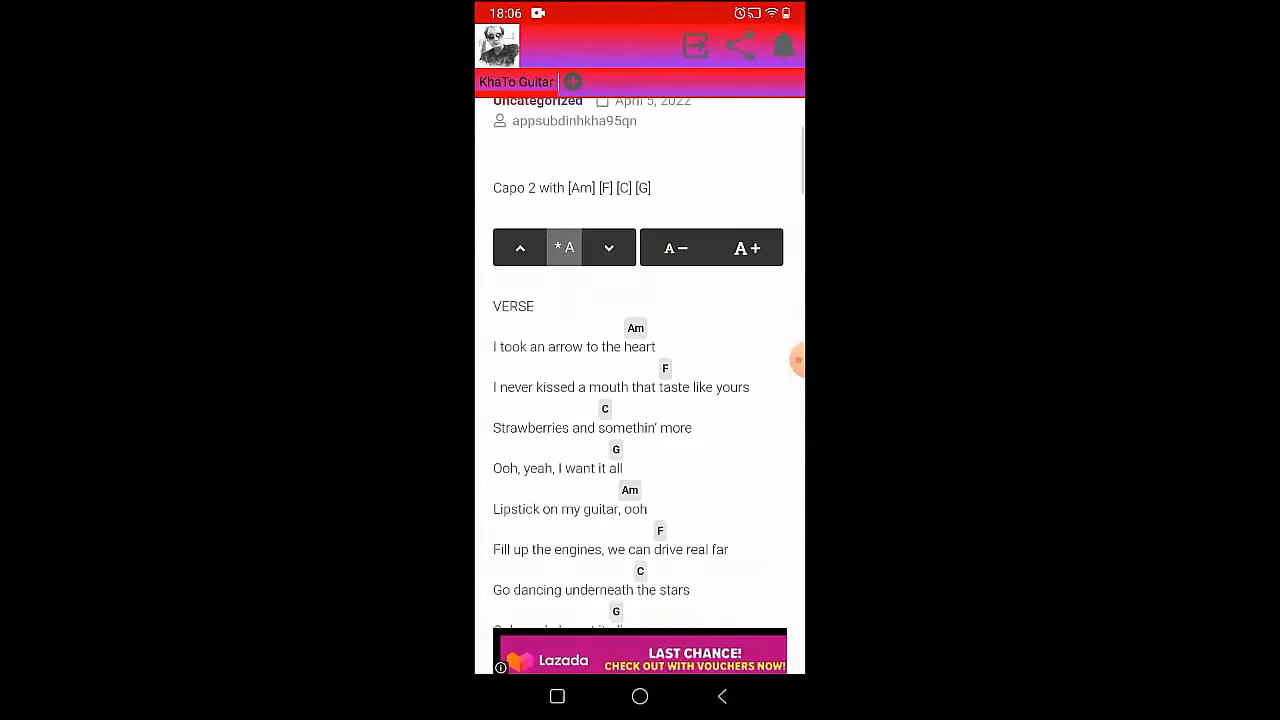 18:06
KhaTo Guitar
Uncategorized April 5, 2022
appsubdinhkha95qn
Capo 2 with [Am] [F] [C] [G]
* A A− A+
VERSE
Am
I took an arrow to the heart
F
I never kissed a mouth that taste like yours
C
Strawberries and somethin' more
G
Ooh, yeah, I want it all
Am
Lipstick on my guitar, ooh
F
Fill up the engines, we can drive real far
C
Go dancing underneath the stars
G
Lazada
LAST CHANCE!
CHECK OUT WITH VOUCHERS NOW!